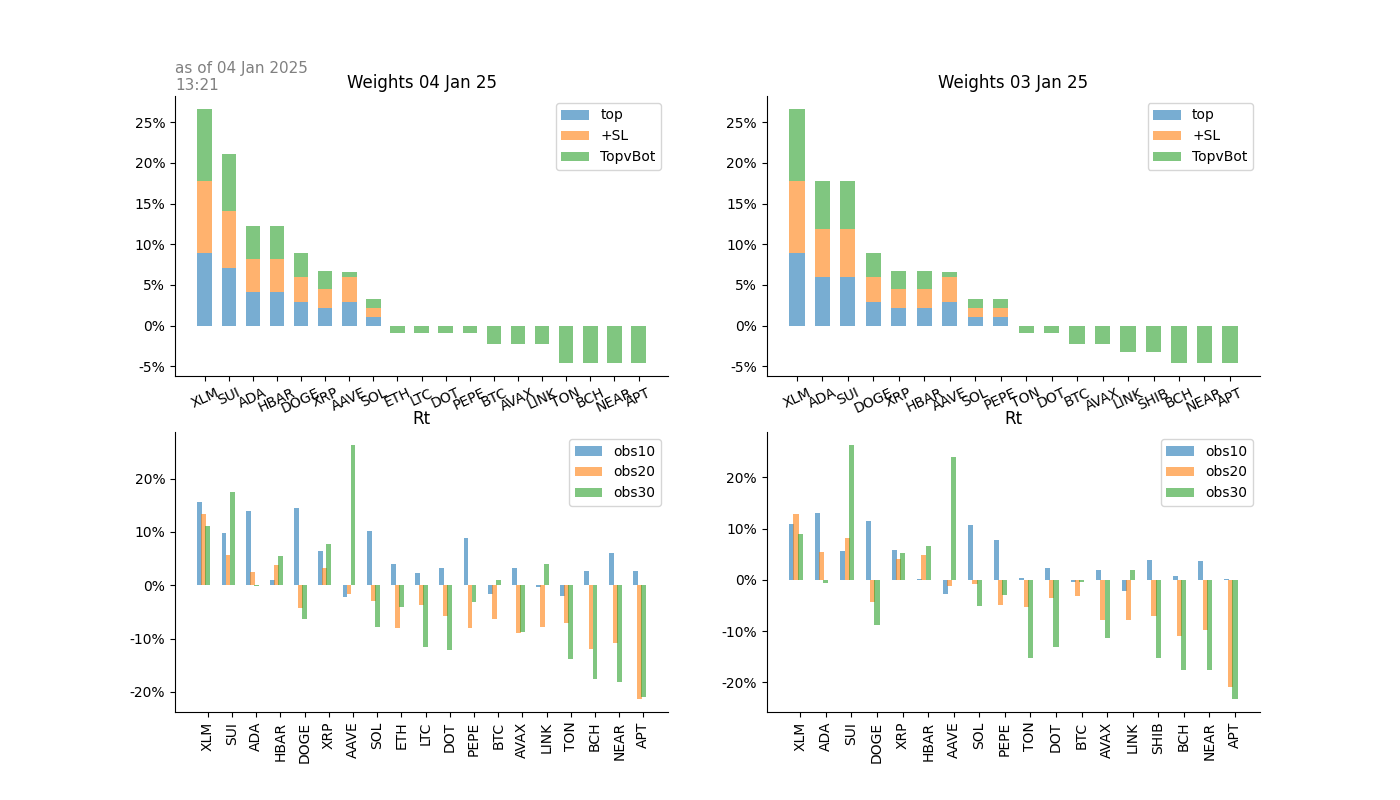 as of 04 Jan 2025
13:21
Weights 04 Jan 25
25%
20%
15%
10%
5%
0%
-5%
top
+SL
TopvBot
XLM SUI ADA HBAR DOGE XRP AAVE SOL ETH LTC DOT PEPE BTC AVAX LINK TON BCH NEAR APT
Weights 03 Jan 25
25%
20%
15%
10%
5%
0%
-5%
top
+SL
TopvBot
XLM ADA SUI DOGE XRP HBAR AAVE SOL PEPE TON DOT BTC AVAX LINK SHIB BCH NEAR APT
Rt
20%
10%
0%
-10%
-20%
obs10
obs20
obs30
XLM SUI ADA HBAR DOGE XRP AAVE SOL ETH LTC DOT PEPE BTC AVAX LINK TON BCH NEAR APT
Rt
20%
10%
0%
-10%
-20%
obs10
obs20
obs30
XLM ADA SUI DOGE XRP HBAR AAVE SOL PEPE TON DOT BTC AVAX LINK SHIB BCH NEAR APT